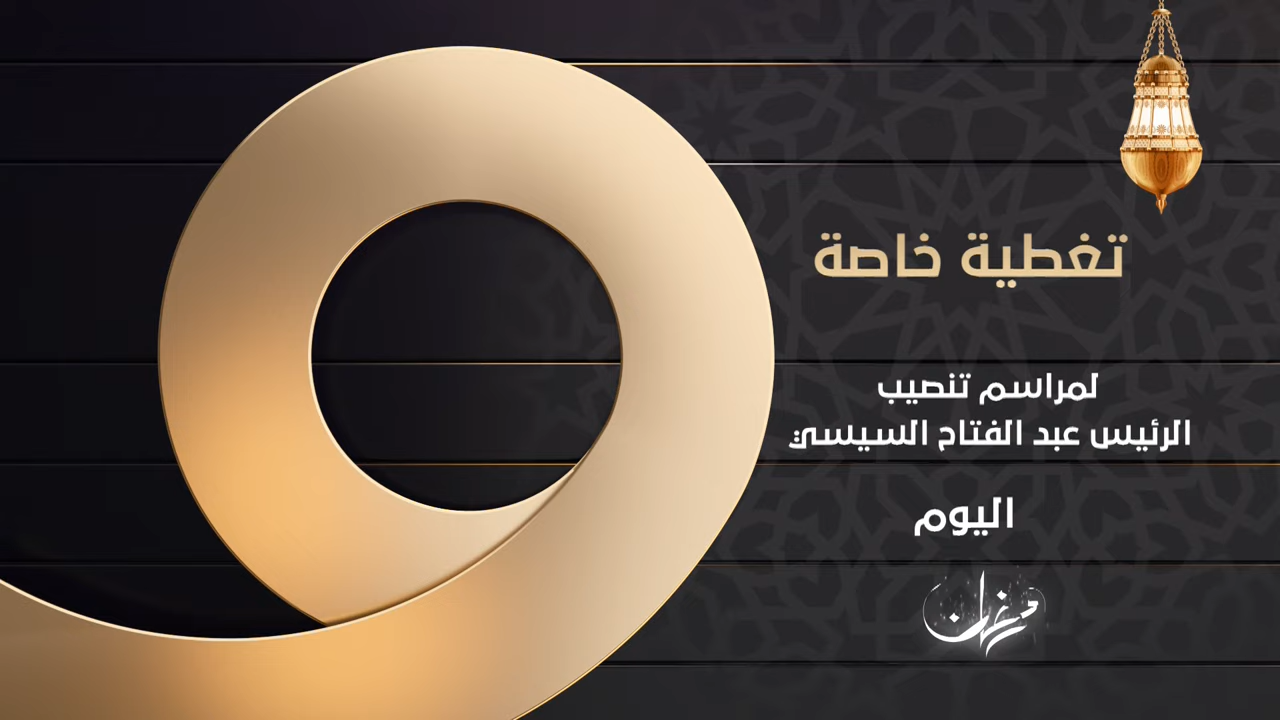 تغطية خاصة
لمراسم تنصيب
الرئيس عبد الفتاح السيسي
اليوم
رمضان